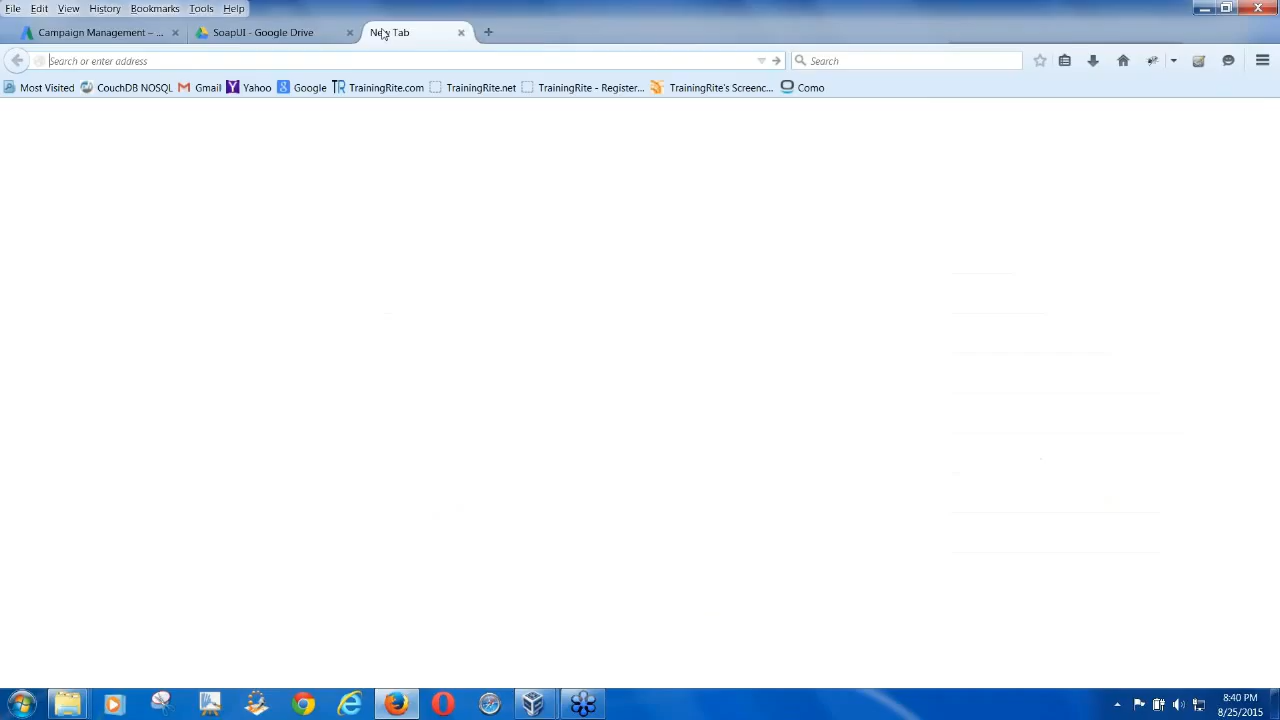 File Edit View History Bookmarks Tools Help
Campaign Management – ... SoapUI - Google Drive New Tab
Search or enter address Search
Most Visited CouchDB NOSQL Gmail Yahoo Google TrainingRite.com TrainingRite.net TrainingRite - Register... TrainingRite's Screenc... Como
8:40 PM
8/25/2015